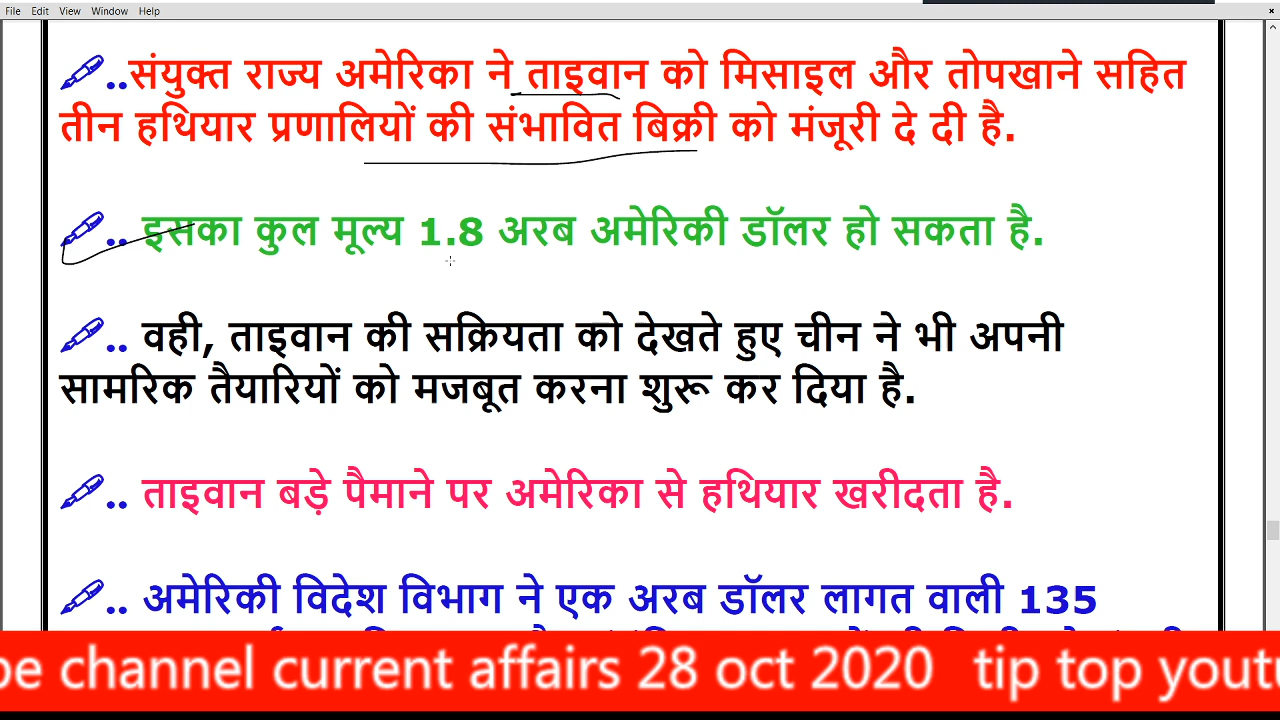 File Edit View Window Help
..संयुक्त राज्य अमेरिका ने ताइवान को मिसाइल और तोपखाने सहित
तीन हथियार प्रणालियों की संभावित बिक्री को मंजूरी दे दी है.
.. इसका कुल मूल्य 1.8 अरब अमेरिकी डॉलर हो सकता है.
.. वही, ताइवान की सक्रियता को देखते हुए चीन ने भी अपनी
सामरिक तैयारियों को मजबूत करना शुरू कर दिया है.
.. ताइवान बड़े पैमाने पर अमेरिका से हथियार खरीदता है.
.. अमेरिकी विदेश विभाग ने एक अरब डॉलर लागत वाली 135
be channel current affairs 28 oct 2020 tip top youtu